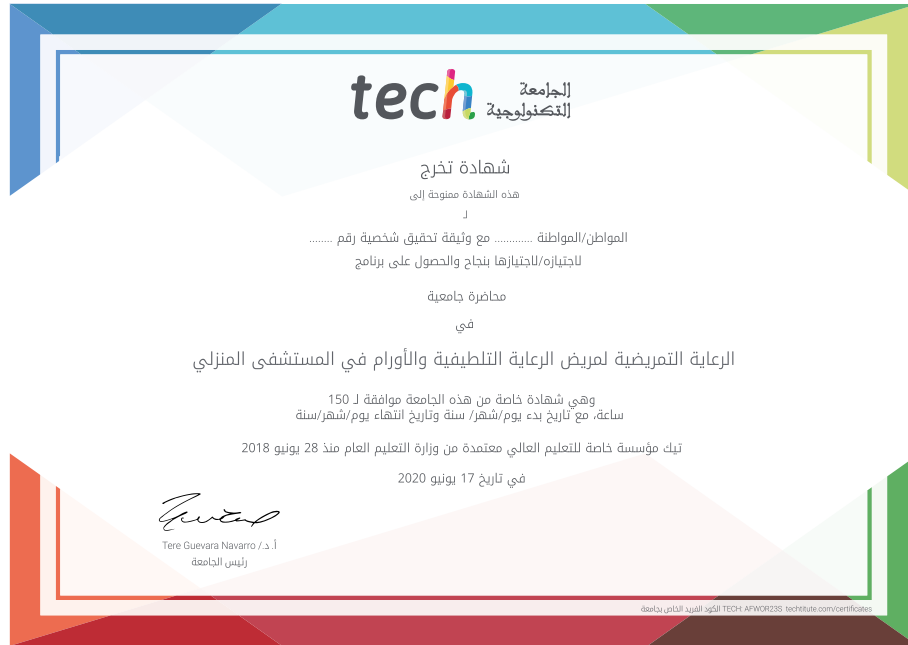 tech الجامعة
التكنولوجية
شهادة تخرج
هذه الشهادة ممنوحة إلى
لـ
المواطن/المواطنة ............ مع وثيقة تحقيق شخصية رقم ........
لاجتيازه/لاجتيازها بنجاح والحصول على برنامج
محاضرة جامعية
في
الرعاية التمريضية لمريض الرعاية التلطيفية والأورام في المستشفى المنزلي
وهي شهادة خاصة من هذه الجامعة موافقة لـ 150
ساعة، مع تاريخ بدء يوم/شهر/ سنة وتاريخ انتهاء يوم/شهر/سنة
تيك مؤسسة خاصة للتعليم العالي معتمدة من وزارة التعليم العام منذ 28 يونيو 2018
في تاريخ 17 يونيو 2020
أ. د./ Tere Guevara Navarro
رئيس الجامعة
الكود الفريد الخاص بجامعة TECH: AFWOR23S techtitute.com/certificates